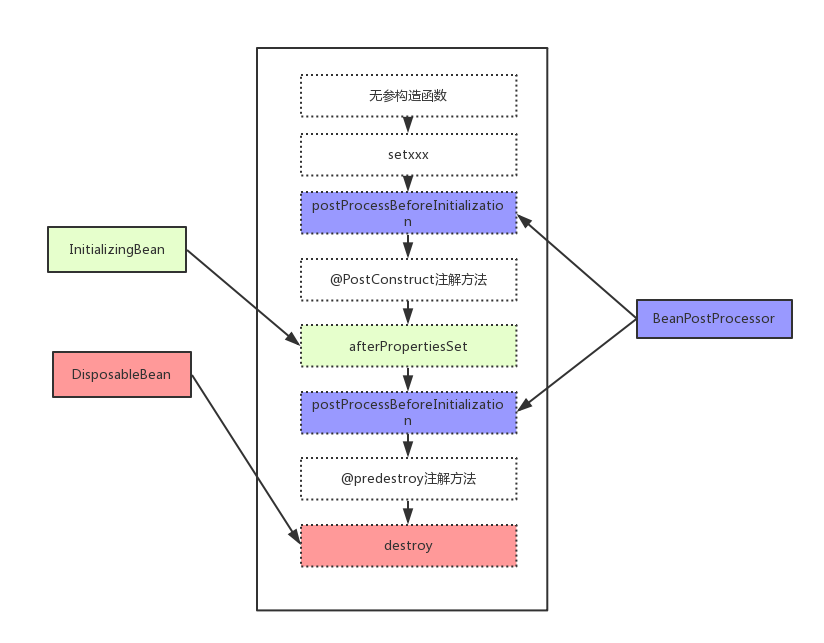 无参构造函数
setxxx
postProcessBeforeInitializatio
n
InitializingBean
@PostConstruct注解方法
BeanPostProcessor
afterPropertiesSet
DisposableBean
postProcessBeforeInitializatio
n
@predestroy注解方法
destroy